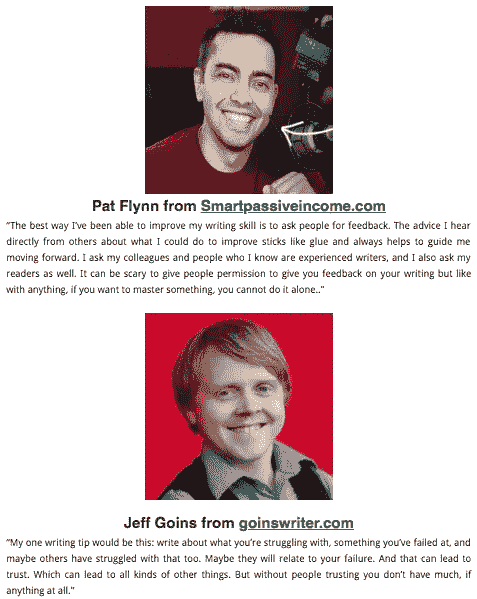 Pat Flynn from Smartpassiveincome.com
“The best way I’ve been able to improve my writing skill is to ask people for feedback. The advice I hear
directly from others about what I could do to improve sticks like glue and always helps to guide me
moving forward. I ask my colleagues and people who I know are experienced writers, and I also ask my
readers as well. It can be scary to give people permission to give you feedback on your writing but like
with anything, if you want to master something, you cannot do it alone..”
Jeff Goins from goinswriter.com
“My one writing tip would be this: write about what you’re struggling with, something you’ve failed at, and
maybe others have struggled with that too. Maybe they will relate to your failure. And that can lead to
trust. Which can lead to all kinds of other things. But without people trusting you don’t have much, if
anything at all.”